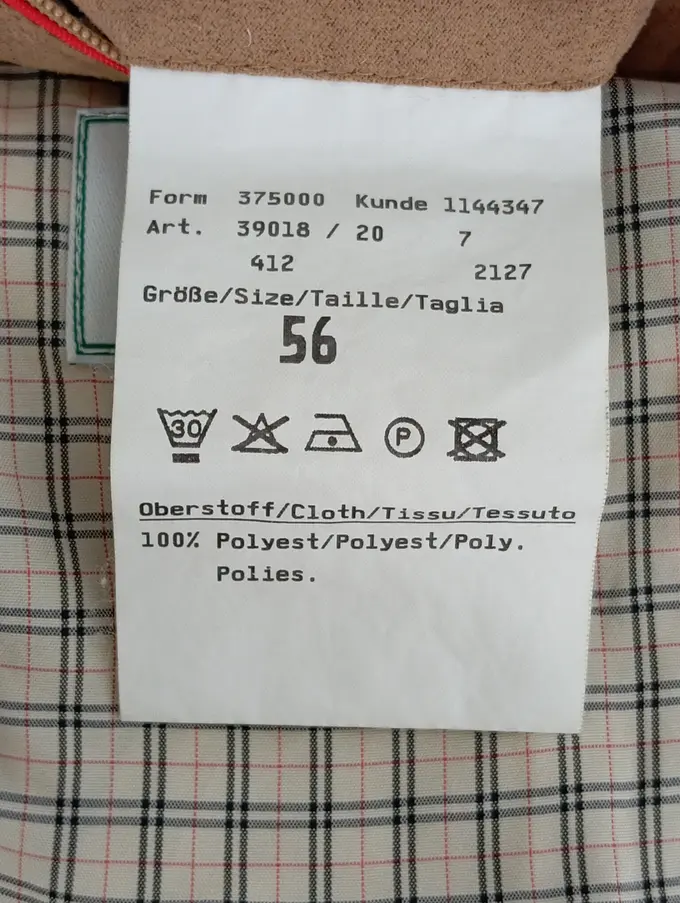 Form 375000 Kunde 1144347
Art. 39018 / 20 7
412 2127
Größe/Size/Taille/Taglia
56
30 P
Oberstoff/Cloth/Tissu/Tessuto
100% Polyest/Polyest/Poly.
Polies.